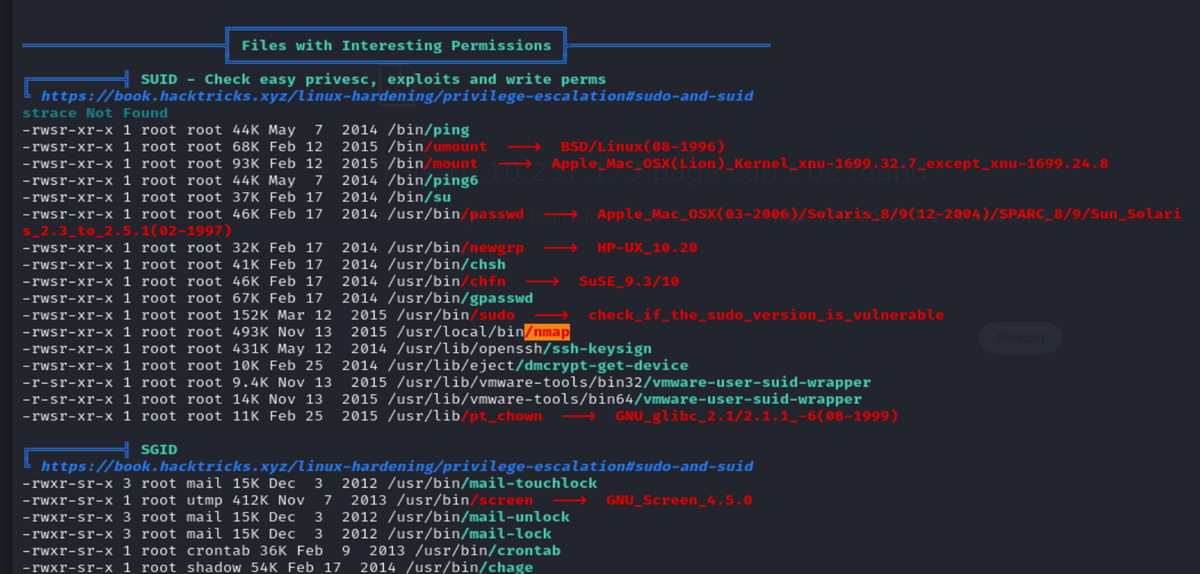 Files with Interesting Permissions
SUID - Check easy privesc, exploits and write perms
https://book.hacktricks.xyz/linux-hardening/privilege-escalation#sudo-and-suid
strace Not Found
-rwsr-xr-x 1 root root 44K May  7  2014 /bin/ping
-rwsr-xr-x 1 root root 68K Feb 12  2015 /bin/umount  --->  BSD/Linux(08-1996)
-rwsr-xr-x 1 root root 93K Feb 12  2015 /bin/mount  --->  Apple_Mac_OSX(Lion)_Kernel_xnu-1699.32.7_except_xnu-1699.24.8
-rwsr-xr-x 1 root root 44K May  7  2014 /bin/ping6
-rwsr-xr-x 1 root root 37K Feb 17  2014 /bin/su
-rwsr-xr-x 1 root root 46K Feb 17  2014 /usr/bin/passwd  --->  Apple_Mac_OSX(03-2006)/Solaris_8/9(12-2004)/SPARC_8/9/Sun_Solari
s_2.3_to_2.5.1(02-1997)
-rwsr-xr-x 1 root root 32K Feb 17  2014 /usr/bin/newgrp  --->  HP-UX_10.20
-rwsr-xr-x 1 root root 41K Feb 17  2014 /usr/bin/chsh
-rwsr-xr-x 1 root root 46K Feb 17  2014 /usr/bin/chfn  --->  SuSE_9.3/10
-rwsr-xr-x 1 root root 67K Feb 17  2014 /usr/bin/gpasswd
-rwsr-xr-x 1 root root 152K Mar 12  2015 /usr/bin/sudo  --->  check_if_the_sudo_version_is_vulnerable
-rwsr-xr-x 1 root root 493K Nov 13  2015 /usr/local/bin/nmap
-rwsr-xr-x 1 root root 431K May 12  2014 /usr/lib/openssh/ssh-keysign
-rwsr-xr-x 1 root root 10K Feb 25  2014 /usr/lib/eject/dmcrypt-get-device
-r-sr-xr-x 1 root root 9.4K Nov 13  2015 /usr/lib/vmware-tools/bin32/vmware-user-suid-wrapper
-r-sr-xr-x 1 root root 14K Nov 13  2015 /usr/lib/vmware-tools/bin64/vmware-user-suid-wrapper
-rwsr-xr-x 1 root root 11K Feb 25  2015 /usr/lib/pt_chown  --->  GNU_glibc_2.1/2.1.1_-6(08-1999)
SGID
https://book.hacktricks.xyz/linux-hardening/privilege-escalation#sudo-and-suid
-rwxr-sr-x 3 root mail 15K Dec  3  2012 /usr/bin/mail-touchlock
-rwxr-sr-x 1 root utmp 412K Nov  7  2013 /usr/bin/screen  --->  GNU_Screen_4.5.0
-rwxr-sr-x 3 root mail 15K Dec  3  2012 /usr/bin/mail-unlock
-rwxr-sr-x 3 root mail 15K Dec  3  2012 /usr/bin/mail-lock
-rwxr-sr-x 1 root crontab 36K Feb  9  2013 /usr/bin/crontab
-rwxr-sr-x 1 root shadow 54K Feb 17  2014 /usr/bin/chage
Reload